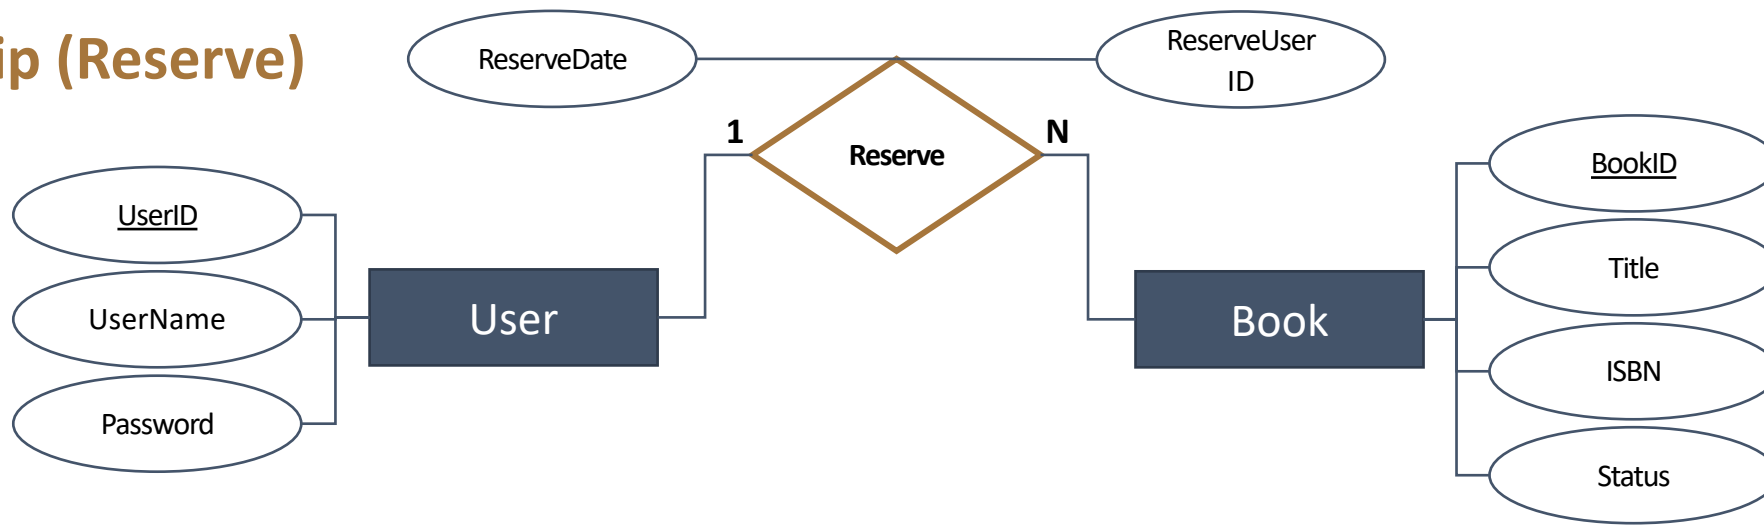 ip (Reserve)
ReserveDate
ReserveUser
ID
1
N
Reserve
UserID
UserName
Password
User
Book
BookID
Title
ISBN
Status